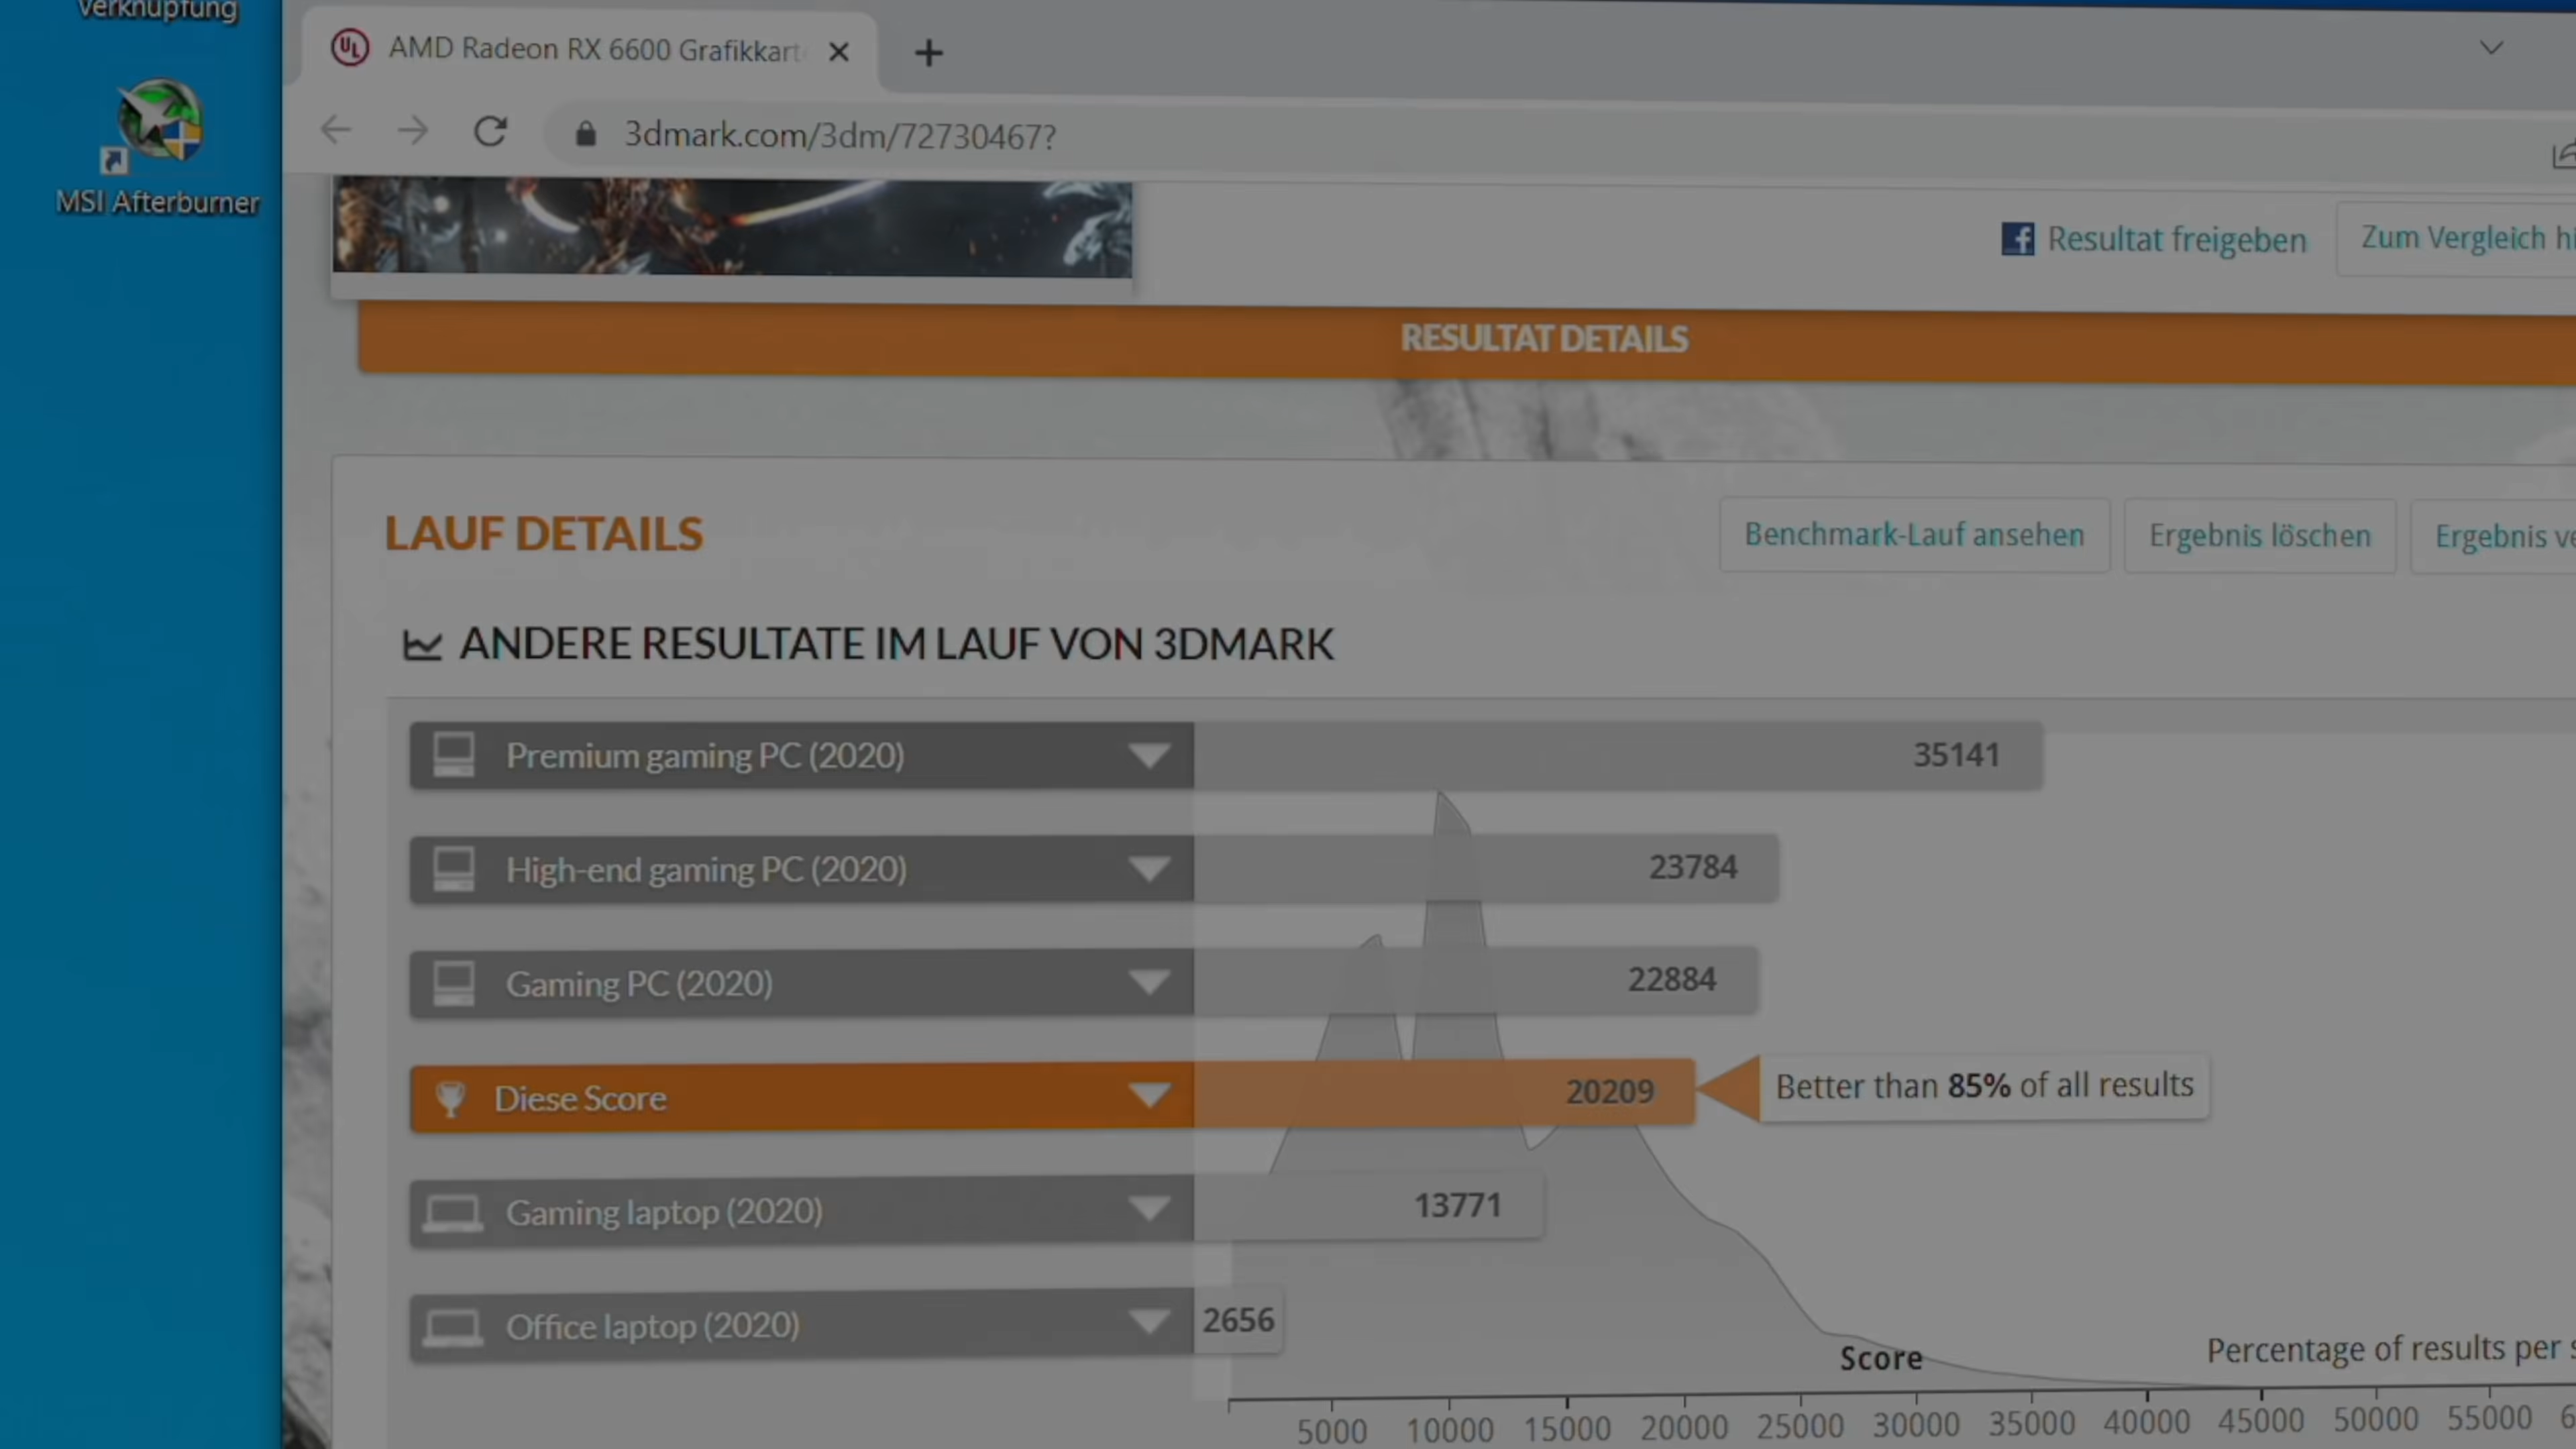 Verknüpfung
MSI Afterburner
AMD Radeon RX 6600 Grafikkart
3dmark.com/3dm/72730467?
Resultat freigeben
Zum Vergleich hi
RESULTAT DETAILS
LAUF DETAILS
Benchmark-Lauf ansehen
Ergebnis löschen
Ergebnis ve
ANDERE RESULTATE IM LAUF VON 3DMARK
Premium gaming PC (2020) 35141
High-end gaming PC (2020) 23784
Gaming PC (2020) 22884
Diese Score 20209 Better than 85% of all results
Gaming laptop (2020) 13771
Office laptop (2020) 2656
Score
Percentage of results per s
5000 10000 15000 20000 25000 30000 35000 40000 45000 50000 55000 6